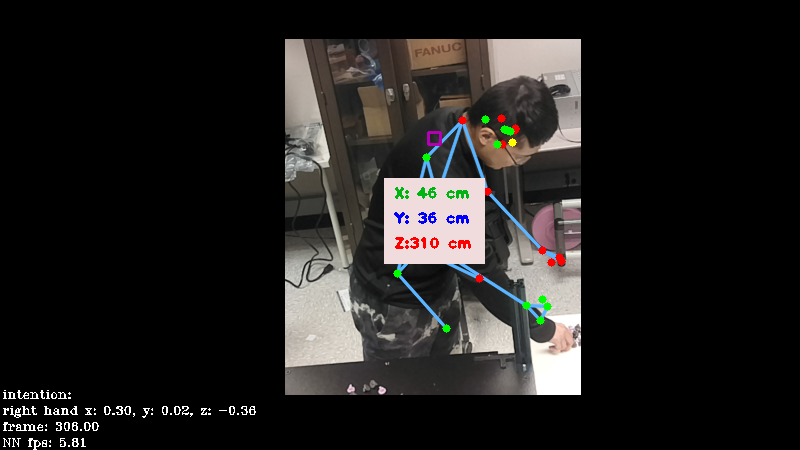 FANUC
X: 46 cm
Y: 36 cm
Z:310 cm
intention:
right hand x: 0.30, y: 0.02, z: -0.36
frame: 306.00
NN fps: 5.81